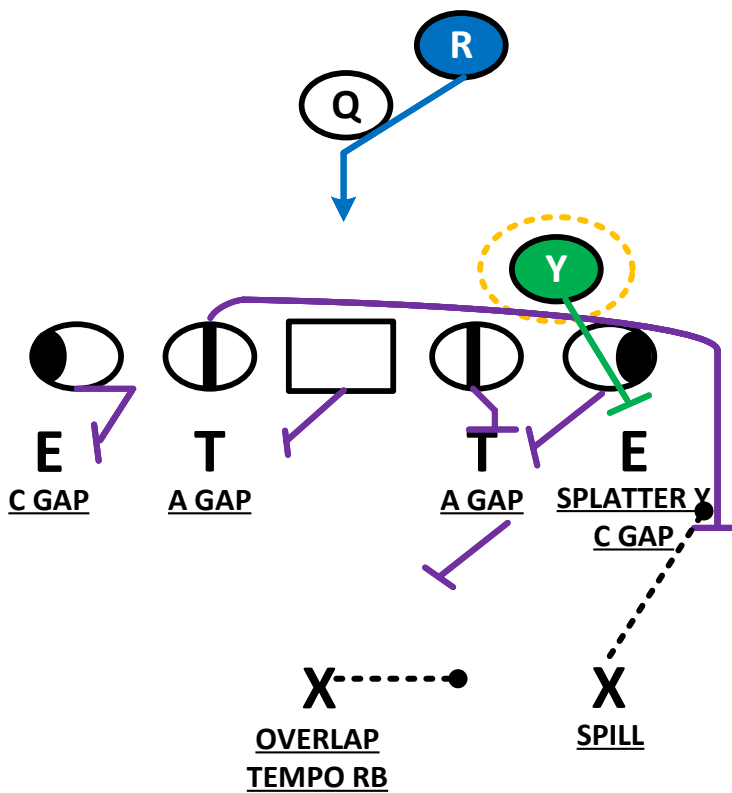 R
Q
Y
E T T E
C GAP A GAP A GAP SPLATTER Y
C GAP
X X
OVERLAP SPILL
TEMPO RB